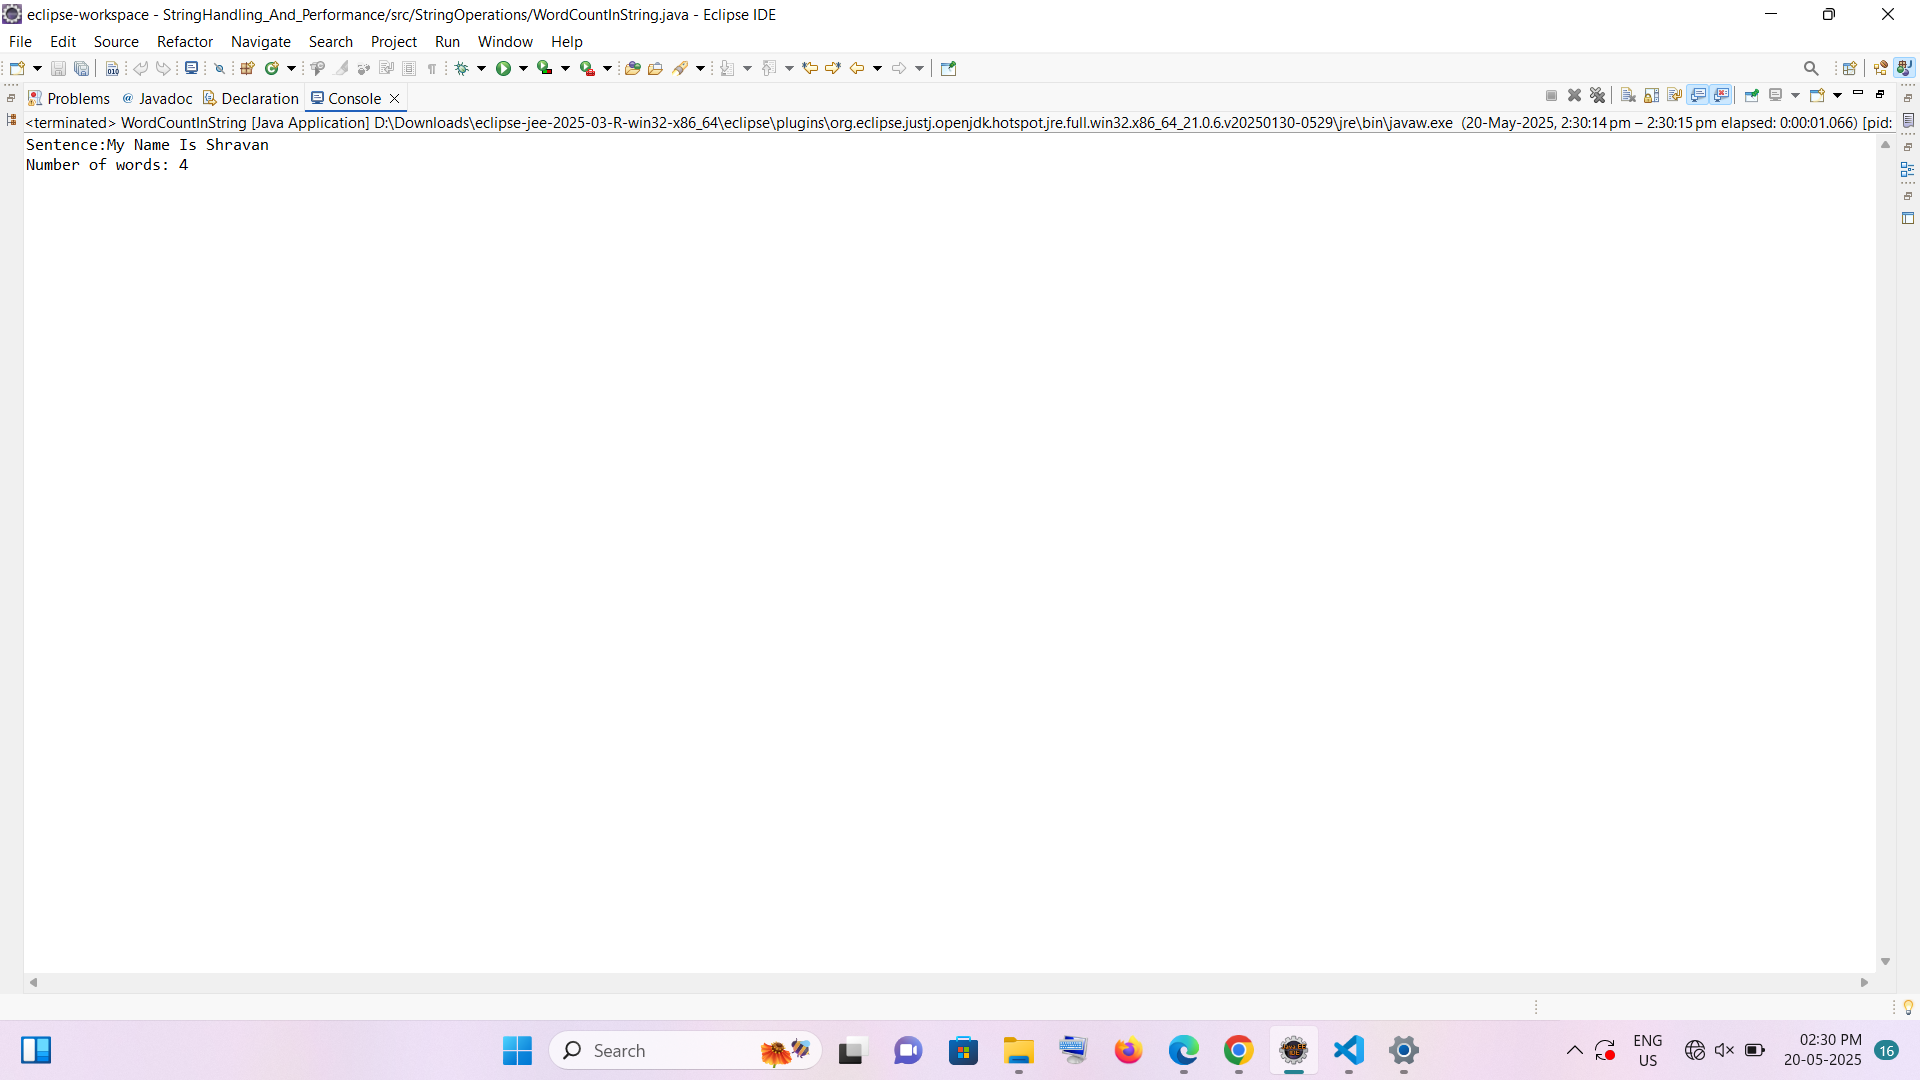 eclipse-workspace - StringHandling_And_Performance/src/StringOperations/WordCountInString.java - Eclipse IDE
File Edit Source Refactor Navigate Search Project Run Window Help
Problems @ Javadoc Declaration Console
<terminated> WordCountInString [Java Application] D:\Downloads\eclipse-jee-2025-03-R-win32-x86_64\eclipse\plugins\org.eclipse.justj.openjdk.hotspot.jre.full.win32.x86_64_21.0.6.v20250130-0529\jre\bin\javaw.exe (20-May-2025, 2:30:14 pm – 2:30:15 pm elapsed: 0:00:01.066) [pid:
Sentence:My Name Is Shravan
Number of words: 4
Search
ENG
US
02:30 PM
20-05-2025
16